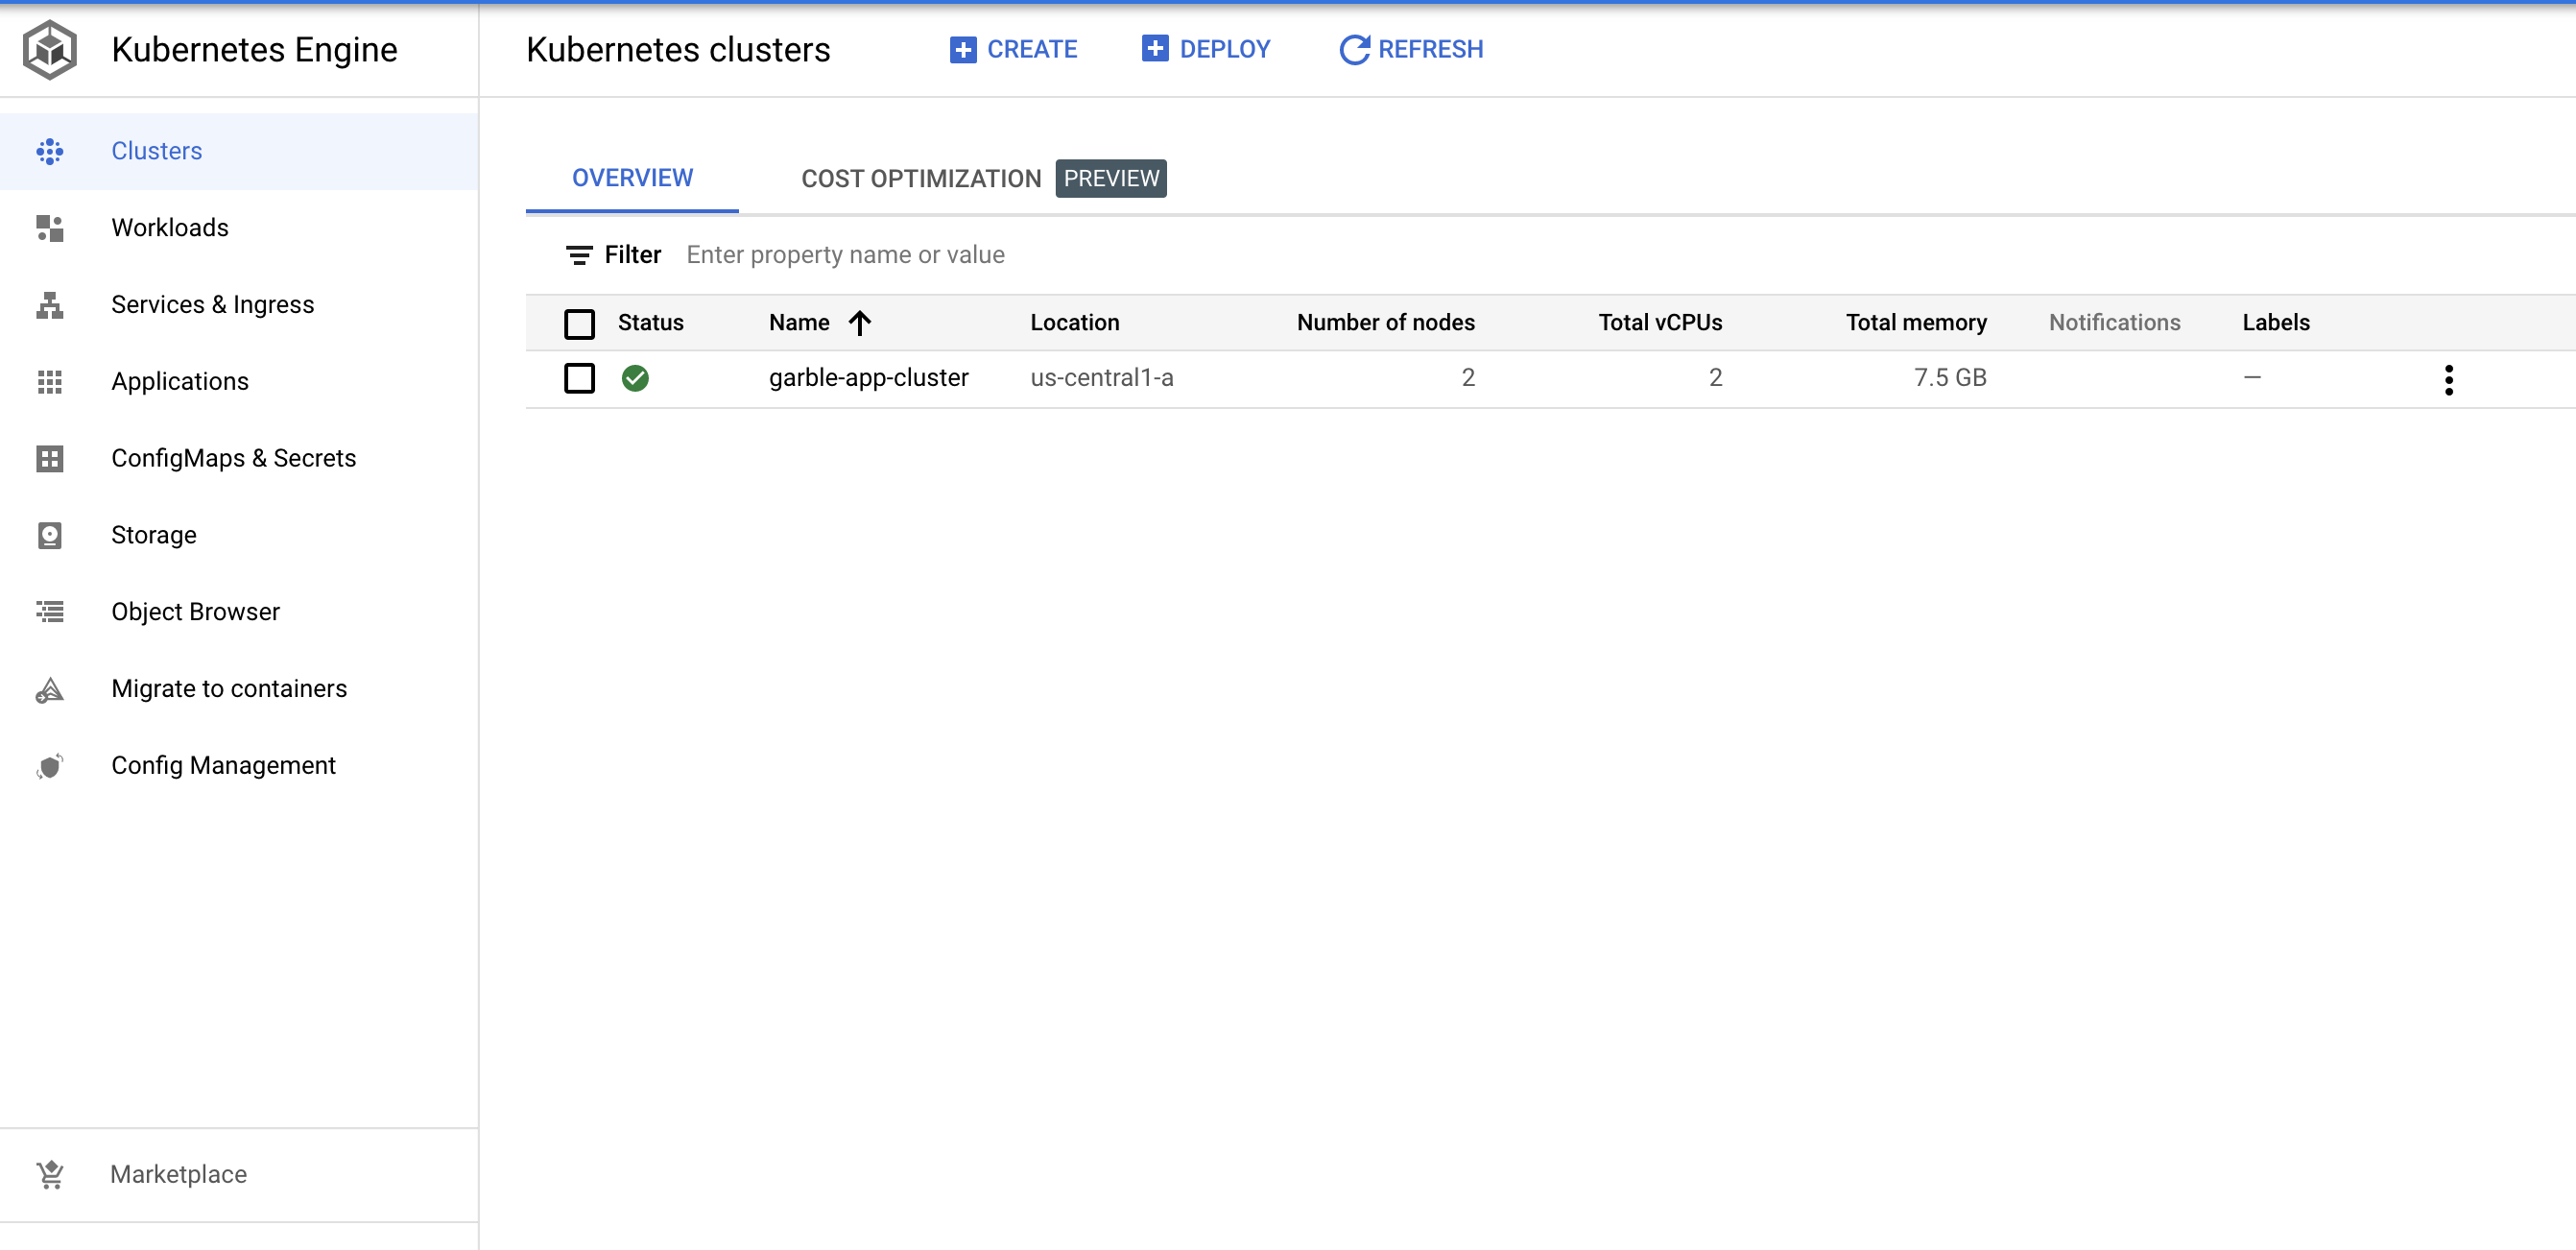 Kubernetes Engine
Kubernetes clusters
CREATE
DEPLOY
REFRESH
Clusters
Workloads
Services & Ingress
Applications
ConfigMaps & Secrets
Storage
Object Browser
Migrate to containers
Config Management
Marketplace
OVERVIEW
COST OPTIMIZATION PREVIEW
Filter Enter property name or value
Status Name Location Number of nodes Total vCPUs Total memory Notifications Labels
garble-app-cluster us-central1-a 2 2 7.5 GB —